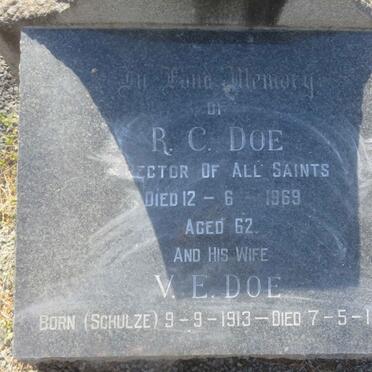 In Fond Memory
OF
R. C. DOE
RECTOR OF ALL SAINTS
DIED 12 - 6 1969
AGED 62.
AND HIS WIFE
V. E. DOE
BORN (SCHULZE) 9-9-1913-DIED 7-5-1